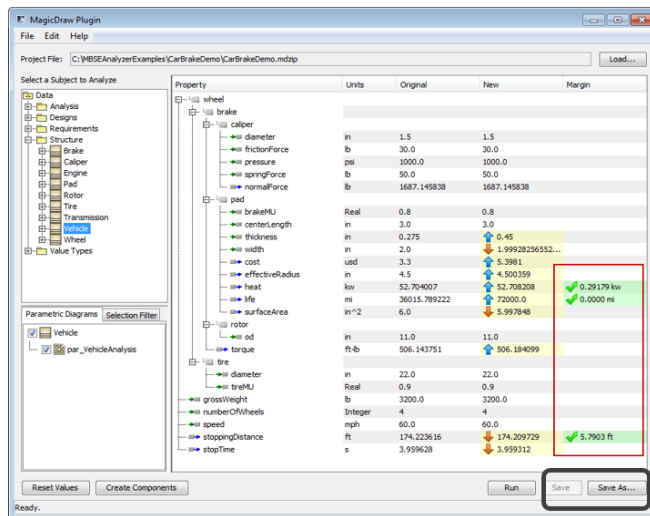 MagicDraw Plugin
File Edit Help
Project File: C:\MBSEAnalyzerExamples\CarBrakeDemo\CarBrakeDemo.mdzip Load...
Select a Subject to Analyze
Data
Analysis
Designs
Requirements
Structure
Brake
Caliper
Engine
Pad
Rotor
Tire
Transmission
Vehicle
Wheel
Value Types
Parametric Diagrams Selection Filter
Vehicle
par_VehicleAnalysis
Property Units Original New Margin
wheel
brake
caliper
diameter in 1.5 1.5
frictionForce lb 30.0 30.0
pressure psi 1000.0 1000.0
springForce lb 50.0 50.0
normalForce lb 1687.145838 1687.145838
pad
brakeMU Real 0.8 0.8
centerLength in 3.0 3.0
thickness in 0.275 0.45
width in 2.0 1.99928256552...
cost usd 3.3 5.3981
effectiveRadius in 4.5 4.500359
heat kw 52.704007 52.708208 0.29179 kw
life mi 36015.789222 72000.0 0.0000 mi
surfaceArea in^2 6.0 5.997848
rotor
od in 11.0 11.0
torque ft-lb 506.143751 506.184099
tire
diameter in 22.0 22.0
tireMU Real 0.9 0.9
grossWeight lb 3200.0 3200.0
numberOfWheels Integer 4 4
speed mph 60.0 60.0
stoppingDistance ft 174.223616 174.209729 5.7903 ft
stopTime s 3.959628 3.959312
Reset Values Create Components Run Save Save As...
Ready.